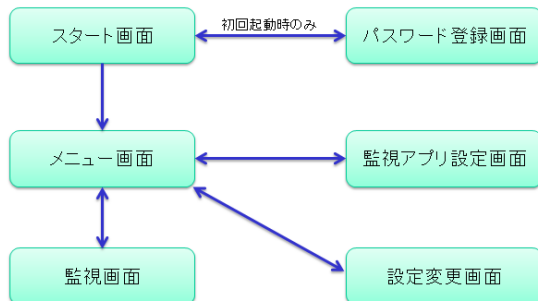 スタート画面
初回起動時のみ
パスワード登録画面
メニュー画面
監視アプリ設定画面
監視画面
設定変更画面